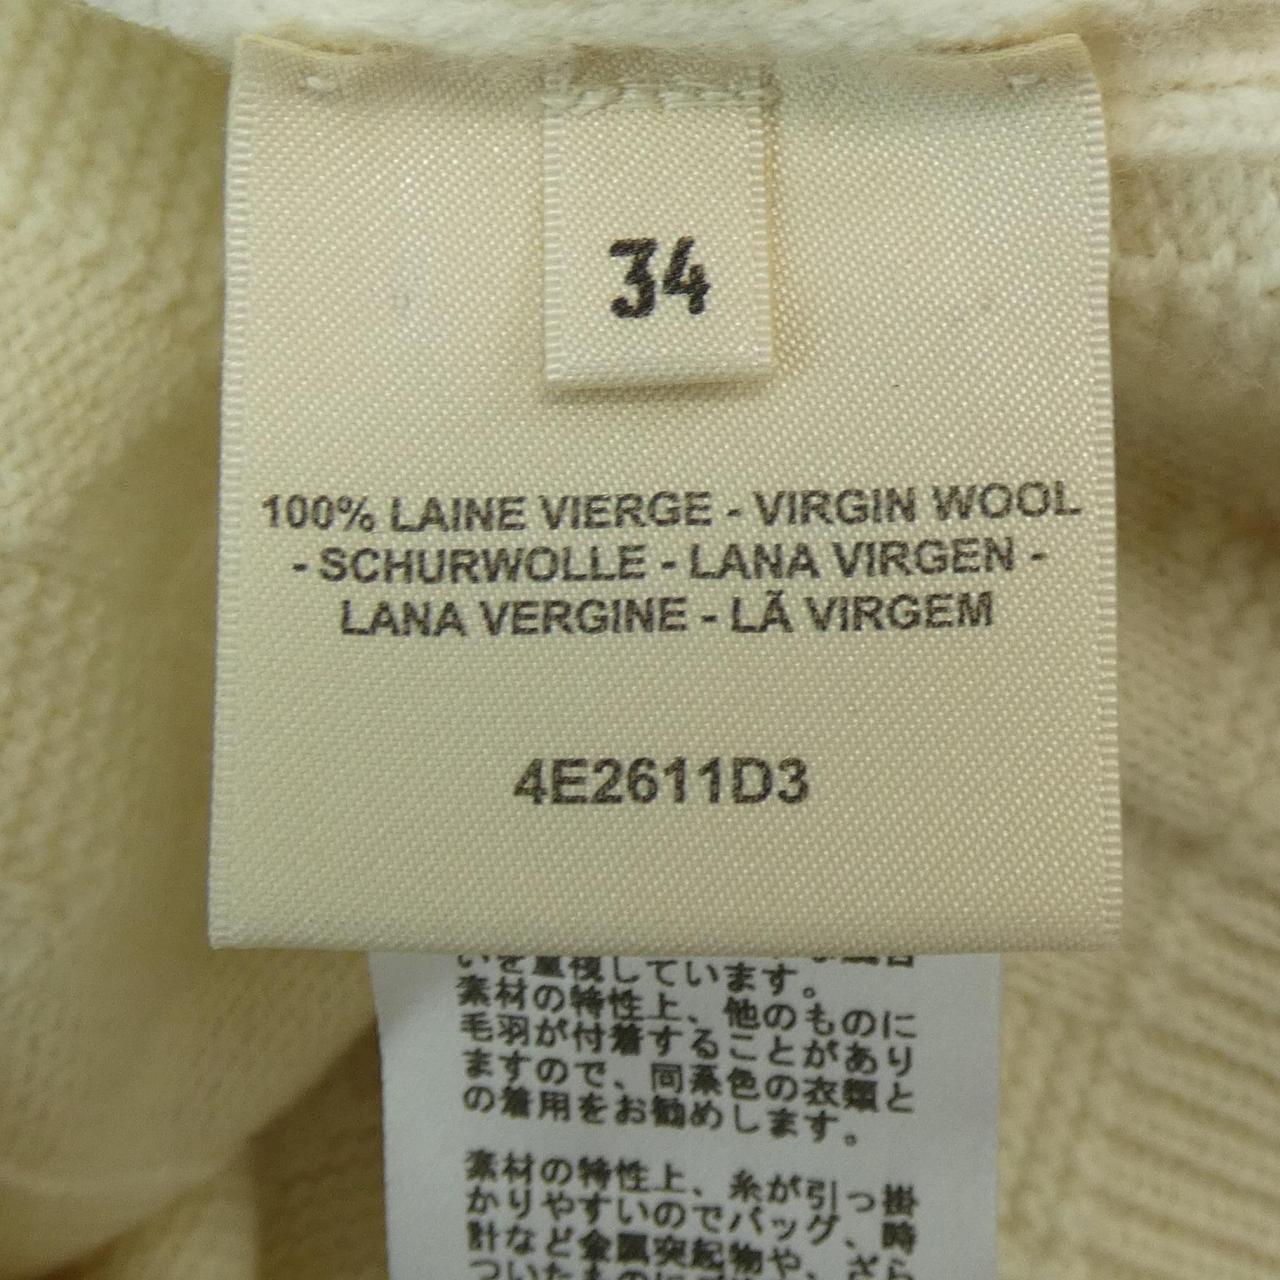 34
100% LAINE VIERGE - VIRGIN WOOL
- SCHURWOLLE - LANA VIRGEN -
LANA VERGINE - LÃ VIRGEM
4E2611D3
いを重視しています。
素材の特性上、他のものに
毛羽が付着することがあり
ますので、同系色の衣類と
の着用をお勧めします。
素材の特性上、糸が引っ掛
かりやすいのでバッグ、時
計など金属突起物や、ざら